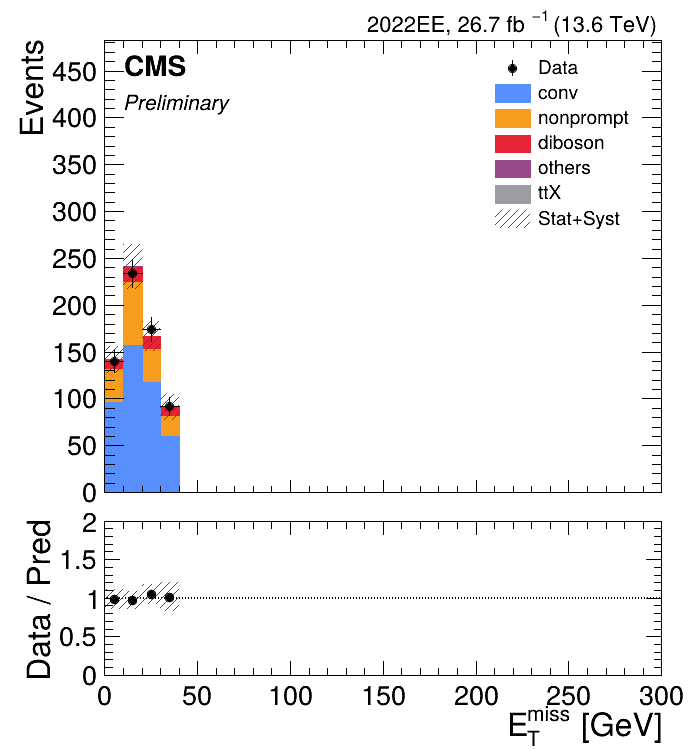 2022EE, 26.7 fb⁻¹ (13.6 TeV)
CMS
Preliminary
Events
450
400
350
300
250
200
150
100
50
0
Data
conv
nonprompt
diboson
others
ttX
Stat+Syst
Data / Pred
2
1.5
1
0.5
0
0 50 100 150 200 250 300
E_T^miss [GeV]